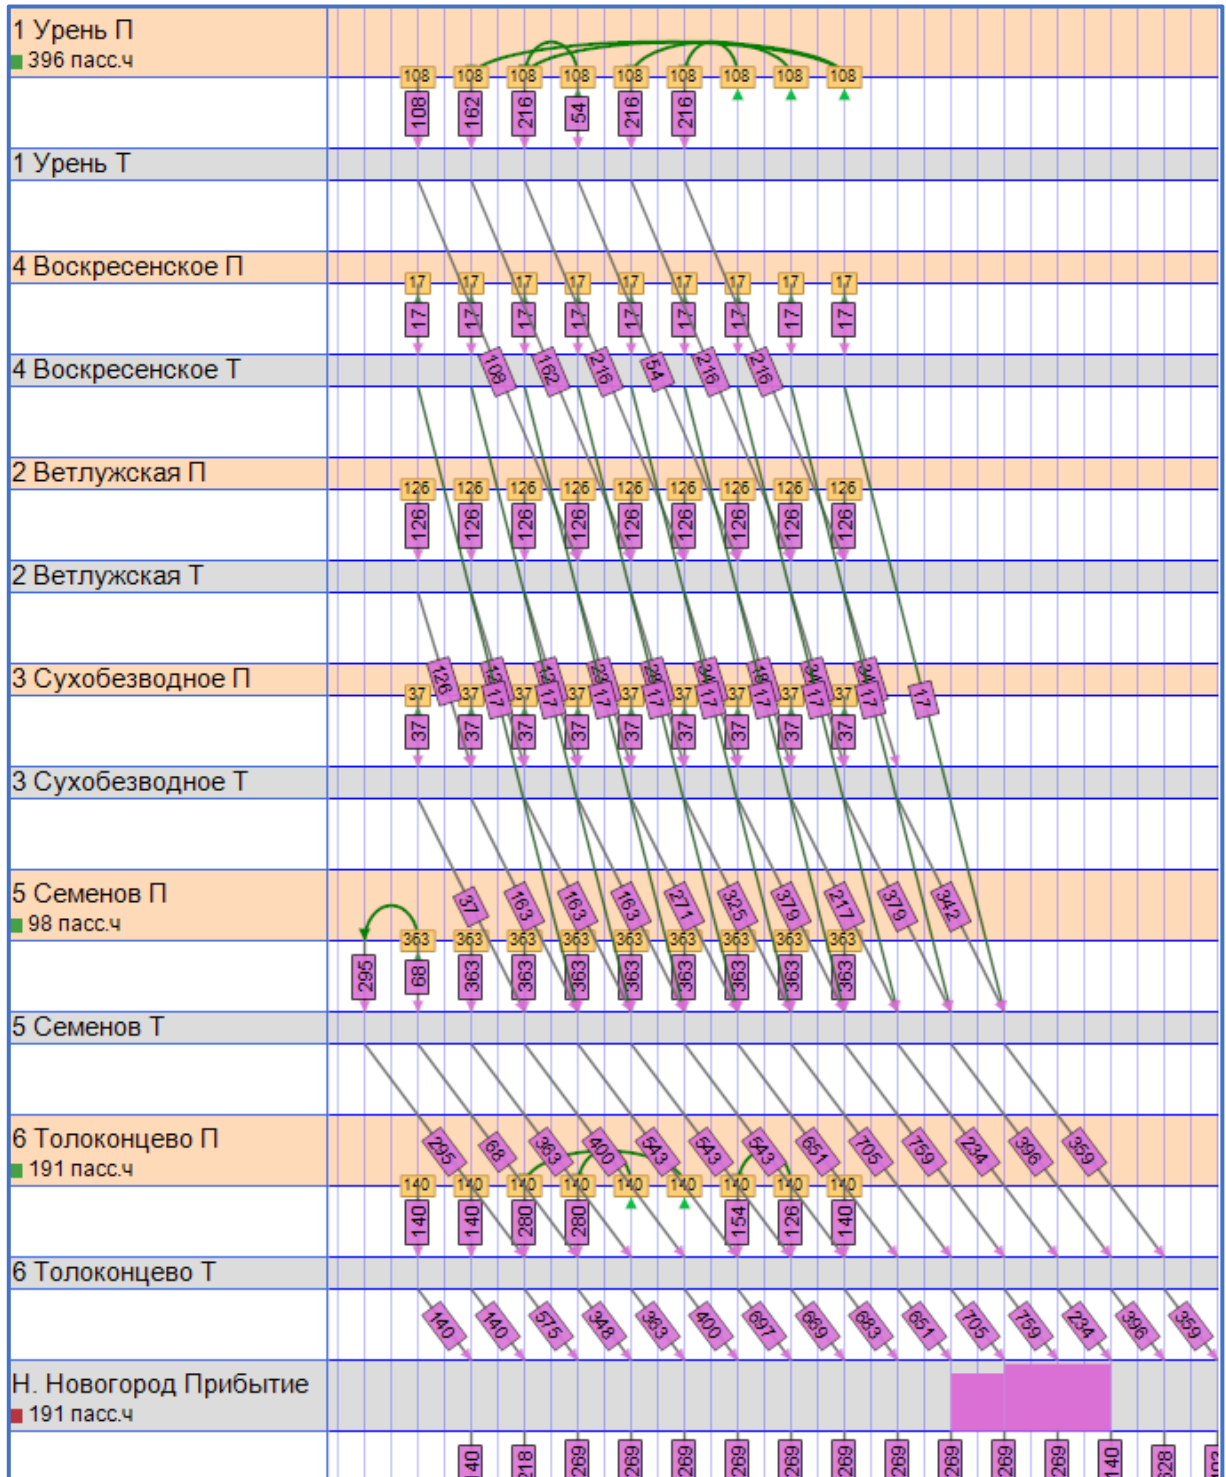 1 Урень П
396 пасс.ч
108 108 108 108 108 108 108 108 108
108 162 216 54 216 216
1 Урень Т
4 Воскресенское П
17 17 17 17 17 17 17 17 17
17 17 17 17 17 17 17 17 17
4 Воскресенское Т
108 162 216 54 216 216
2 Ветлужская П
126 126 126 126 126 126 126 126 126
126 126 126 126 126 126 126 126 126
2 Ветлужская Т
3 Сухобезводное П
126
17 17 17 17 17 17 17 17 17
37 37 37 37 37 37 37 37 37
37 37 37 37 37 37 37 37 37
3 Сухобезводное Т
5 Семенов П
98 пасс.ч
37 163 163 163 271 325 379 217 379 342
363 363 363 363 363 363 363 363 363
295 68 363 363 363 363 363 363 363 363
5 Семенов Т
6 Толоконцево П
191 пасс.ч
295 68 363 400 543 543 543 651 705 759 234 396 359
140 140 140 140 140 140 140 140 140
140 140 280 280 154 126 140
6 Толоконцево Т
140 140 575 348 363 400 697 669 683 651 705 759 234 396 359
Н. Новогород Прибытие
191 пасс.ч
269 269 269 269 269 269 269 269 269